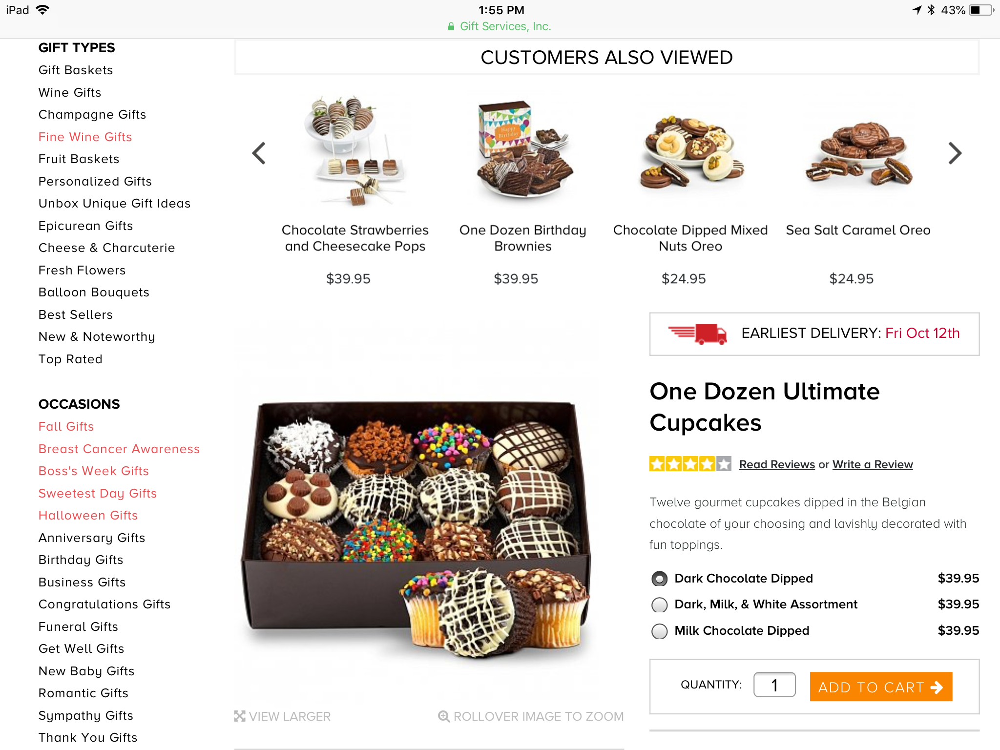 iPad
1:55 PM
43%
Gift Services, Inc.
GIFT TYPES
Gift Baskets
Wine Gifts
Champagne Gifts
Fine Wine Gifts
Fruit Baskets
Personalized Gifts
Unbox Unique Gift Ideas
Epicurean Gifts
Cheese & Charcuterie
Fresh Flowers
Balloon Bouquets
Best Sellers
New & Noteworthy
Top Rated
OCCASIONS
Fall Gifts
Breast Cancer Awareness
Boss's Week Gifts
Sweetest Day Gifts
Halloween Gifts
Anniversary Gifts
Birthday Gifts
Business Gifts
Congratulations Gifts
Funeral Gifts
Get Well Gifts
New Baby Gifts
Romantic Gifts
Sympathy Gifts
Thank You Gifts
CUSTOMERS ALSO VIEWED
Happy
Birthday
Chocolate Strawberries
and Cheesecake Pops
$39.95
One Dozen Birthday
Brownies
$39.95
Chocolate Dipped Mixed
Nuts Oreo
$24.95
Sea Salt Caramel Oreo
$24.95
EARLIEST DELIVERY: Fri Oct 12th
One Dozen Ultimate
Cupcakes
Read Reviews or Write a Review
Twelve gourmet cupcakes dipped in the Belgian
chocolate of your choosing and lavishly decorated with
fun toppings.
Dark Chocolate Dipped $39.95
Dark, Milk, & White Assortment $39.95
Milk Chocolate Dipped $39.95
QUANTITY: 1 ADD TO CART
VIEW LARGER
ROLLOVER IMAGE TO ZOOM